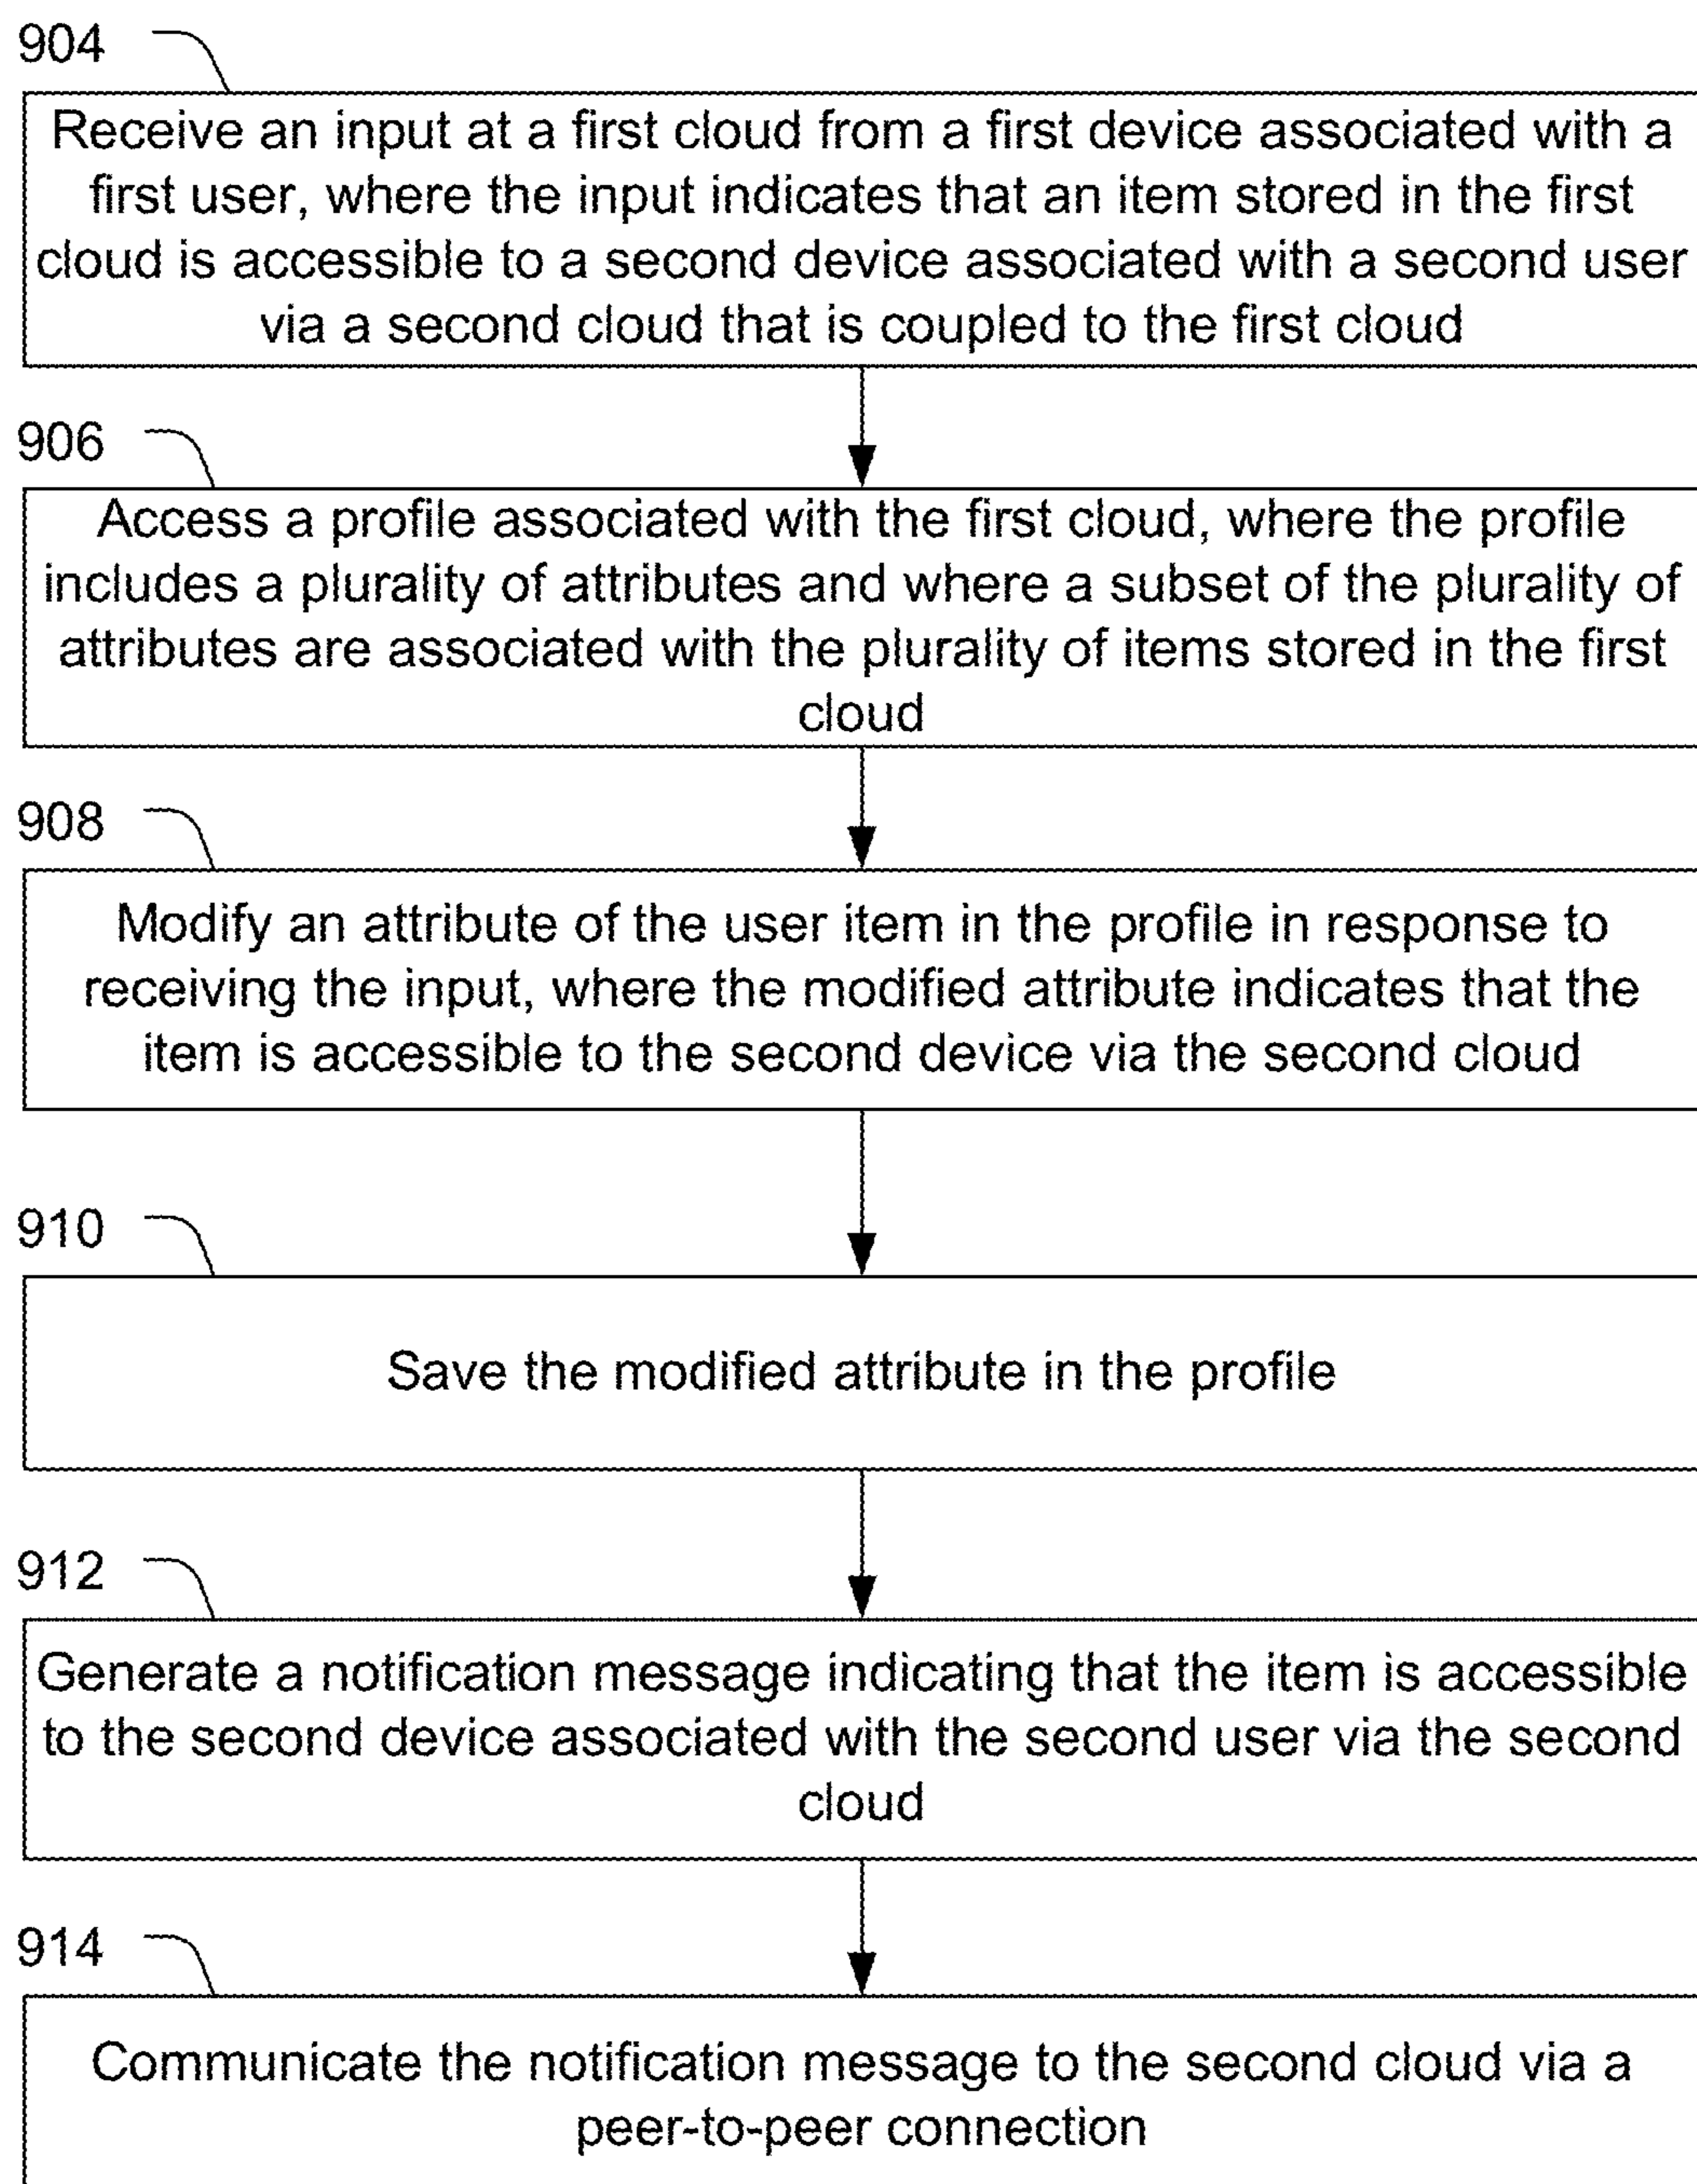 904
Receive an input at a first cloud from a first device associated with a
first user, where the input indicates that an item stored in the first
cloud is accessible to a second device associated with a second user
via a second cloud that is coupled to the first cloud
906
Access a profile associated with the first cloud, where the profile
includes a plurality of attributes and where a subset of the plurality of
attributes are associated with the plurality of items stored in the first
cloud
908
Modify an attribute of the user item in the profile in response to
receiving the input, where the modified attribute indicates that the
item is accessible to the second device via the second cloud
910
Save the modified attribute in the profile
912
Generate a notification message indicating that the item is accessible
to the second device associated with the second user via the second
cloud
914
Communicate the notification message to the second cloud via a
peer-to-peer connection